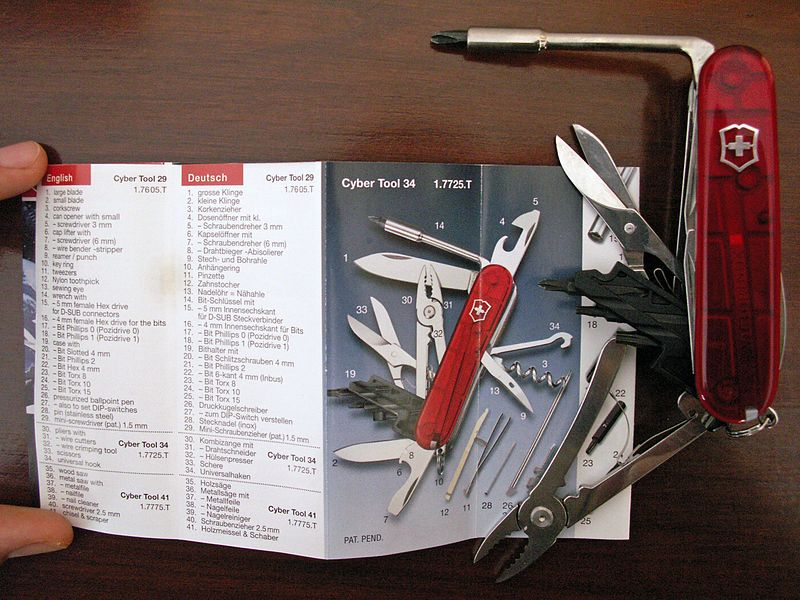 English Cyber Tool 29
1.7605.T
1. large blade
2. small blade
3. corkscrew
4. can opener with small
5. – screwdriver 3 mm
6. cap lifter with
7. – screwdriver (6 mm)
8. – wire bender -stripper
9. reamer / punch
10. key ring
11. tweezers
12. Nylon toothpick
13. sewing eye
14. wrench with
15. – 5 mm female Hex drive
for D-SUB connectors
16. – 4 mm female Hex drive for the bits
17. – Bit Phillips 0 (Pozidrive 0)
18. – Bit Phillips 1 (Pozidrive 1)
19. case with
20. – Bit Slotted 4 mm
21. – Bit Phillips 2
22. – Bit Hex 4 mm
23. – Bit Torx 8
24. – Bit Torx 10
25. – Bit Torx 15
26. pressurized ballpoint pen
27. – also to set DIP-switches
28. pin (stainless steel)
29. mini-screwdriver (pat.) 1.5 mm
30. pliers with
31. – wire cutters
32. – wire crimping tool
33. scissors
34. universal hook
Cyber Tool 34
1.7725.T
35. wood saw
36. metal saw with
37. – metalfile
38. – nailfile
39. – nail cleaner
40. screwdriver 2.5 mm
41. chisel & scraper
Cyber Tool 41
1.7775.T
Deutsch Cyber Tool 29
1.7605.T
1. grosse Klinge
2. kleine Klinge
3. Korkenzieher
4. Dosenöffner mit kl.
5. – Schraubendreher 3 mm
6. Kapselöffner mit
7. – Schraubendreher (6 mm)
8. – Drahtbieger -Abisolierer
9. Stech- und Bohrahle
10. Anhängering
11. Pinzette
12. Zahnstocher
13. Nadelöhr = Nähahle
14. Bit-Schlüssel mit
15. – 5 mm Innensechskant
für D-SUB Steckverbinder
16. – 4 mm Innensechskant für Bits
17. – Bit Phillips 0 (Pozidrive 0)
18. – Bit Phillips 1 (Pozidrive 1)
19. Bithalter mit
20. – Bit Schlitzschrauben 4 mm
21. – Bit Phillips 2
22. – Bit 6-kant 4 mm (Inbus)
23. – Bit Torx 8
24. – Bit Torx 10
25. – Bit Torx 15
26. Druckkugelschreiber
27. – zum DIP-Switch verstellen
28. Stecknadel (inox)
29. Mini-Schraubenzieher (pat.) 1.5 mm
30. Kombizange mit
31. – Drahtschneider
32. – Hülsenpresser
33. Schere
34. Universalhaken
Cyber Tool 34
1.7725.T
35. Holzsäge
36. Metallsäge mit
37. – Metallfeile
38. – Nagelfeile
39. – Nagelreiniger
40. Schraubenzieher 2.5 mm
41. Holzmeissel & Schaber
Cyber Tool 41
1.7775.T
Cyber Tool 34 1.7725.T
5
14
4
1
30
31
33
32
34
3
19
13
18
22
9
2
8
6
10
23
7
12
11
28
26
25
PAT. PEND.